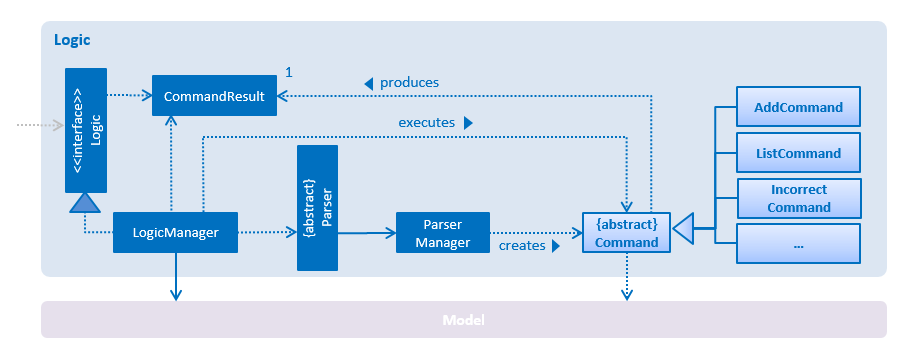 Logic
<<interface>>
Logic
CommandResult
1
produces
executes
AddCommand
ListCommand
Incorrect
Command
...
{abstract}
Parser
LogicManager
Parser
Manager
creates
{abstract}
Command
Model